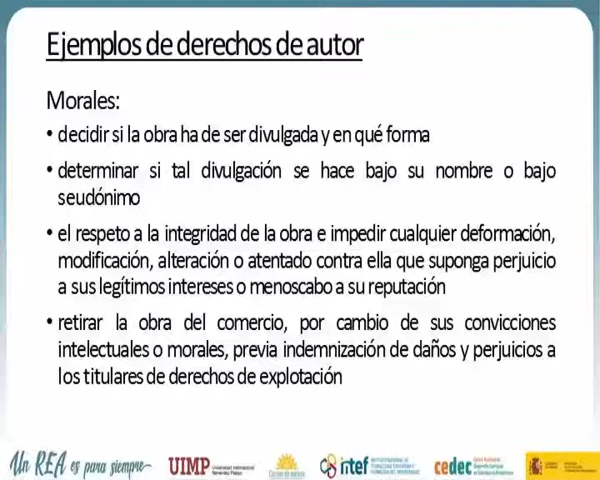 Ejemplos de derechos de autor
Morales:
• decidir si la obra ha de ser divulgada y en qué forma
• determinar si tal divulgación se hace bajo su nombre o bajo
seudónimo
• el respeto a la integridad de la obra e impedir cualquier deformación,
modificación, alteración o atentado contra ella que suponga perjuicio
a sus legítimos intereses o menoscabo a su reputación
• retirar la obra del comercio, por cambio de sus convicciones
intelectuales o morales, previa indemnización de daños y perjuicios a
los titulares de derechos de explotación
Un REA es para siempre
UIMP
intef
cedec